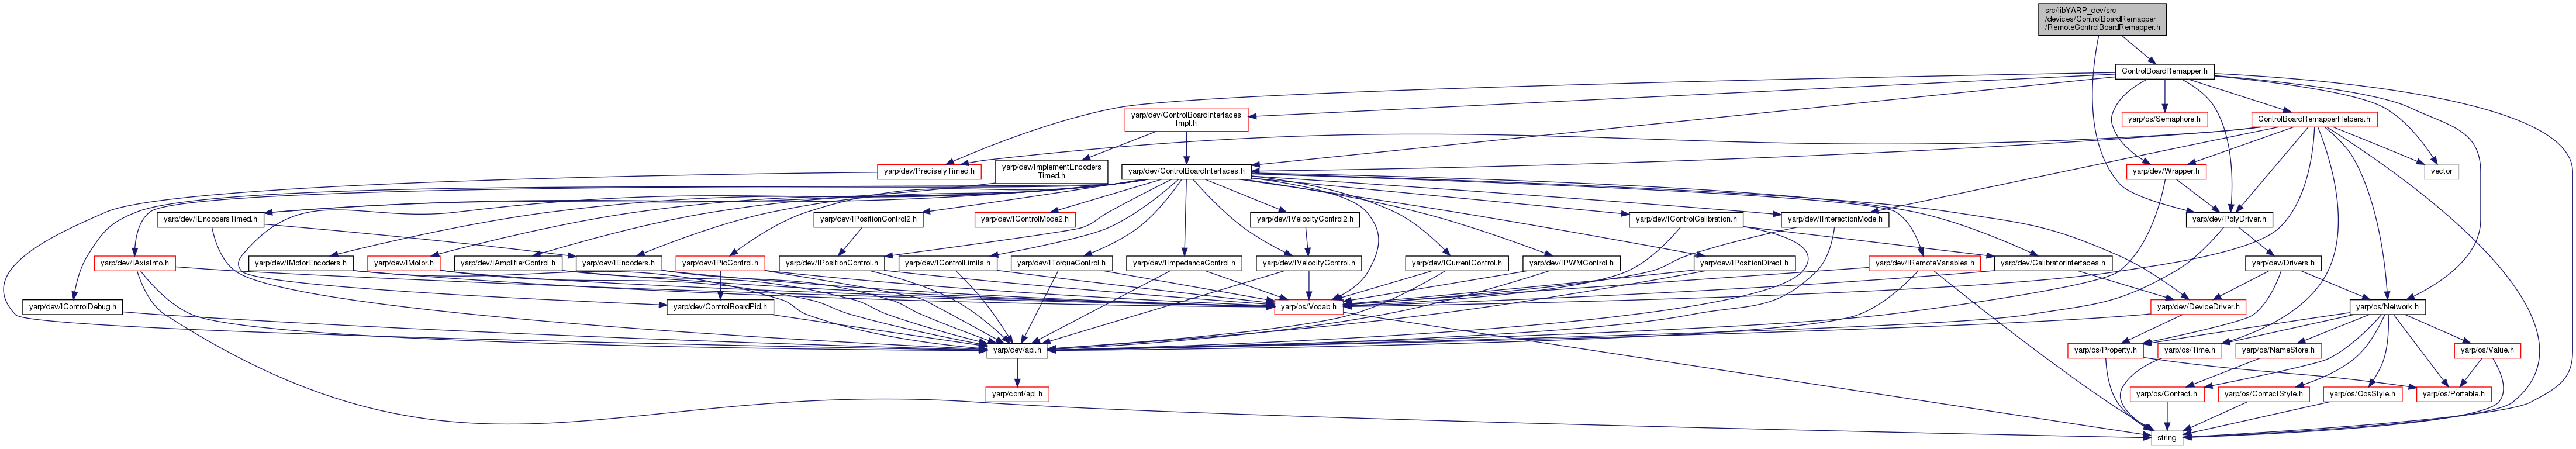 src/libYARP_dev/src
/devices/ControlBoardRemapper
/RemoteControlBoardRemapper.h
ControlBoardRemapper.h
yarp/dev/ControlBoardInterfaces
Impl.h
yarp/os/Semaphore.h
ControlBoardRemapperHelpers.h
yarp/dev/PreciselyTimed.h
yarp/dev/ImplementEncoders
Timed.h
yarp/dev/ControlBoardInterfaces.h
yarp/dev/Wrapper.h
vector
yarp/dev/IEncodersTimed.h
yarp/dev/IPositionControl2.h
yarp/dev/IControlMode2.h
yarp/dev/IVelocityControl2.h
yarp/dev/IControlCalibration.h
yarp/dev/IInteractionMode.h
yarp/dev/PolyDriver.h
yarp/dev/IAxisInfo.h
yarp/dev/IMotorEncoders.h
yarp/dev/IMotor.h
yarp/dev/IAmplifierControl.h
yarp/dev/IEncoders.h
yarp/dev/IPidControl.h
yarp/dev/IPositionControl.h
yarp/dev/IControlLimits.h
yarp/dev/ITorqueControl.h
yarp/dev/IImpedanceControl.h
yarp/dev/IVelocityControl.h
yarp/dev/ICurrentControl.h
yarp/dev/IPWMControl.h
yarp/dev/IPositionDirect.h
yarp/dev/IRemoteVariables.h
yarp/dev/CalibratorInterfaces.h
yarp/dev/Drivers.h
yarp/dev/IControlDebug.h
yarp/dev/ControlBoardPid.h
yarp/os/Vocab.h
yarp/dev/DeviceDriver.h
yarp/os/Network.h
yarp/dev/api.h
yarp/os/Property.h
yarp/os/Time.h
yarp/os/NameStore.h
yarp/os/Value.h
yarp/conf/api.h
yarp/os/Contact.h
yarp/os/ContactStyle.h
yarp/os/QosStyle.h
yarp/os/Portable.h
string